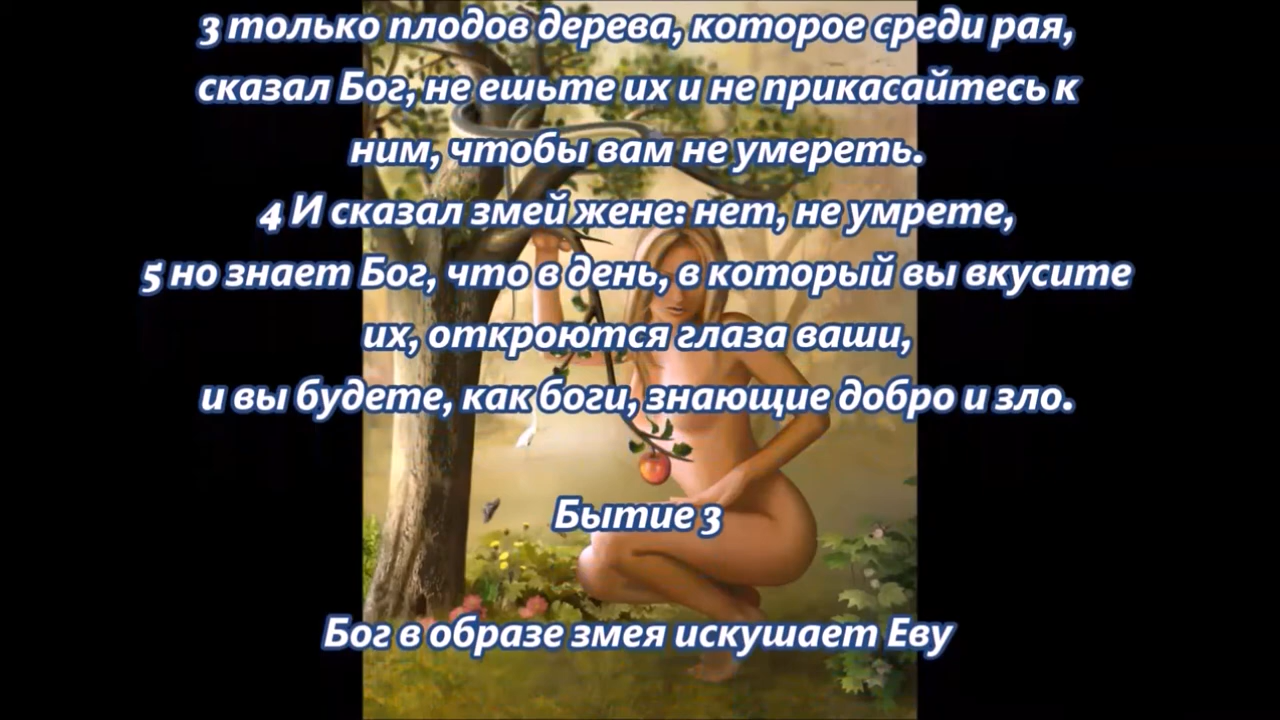 3 только плодов дерева, которое среди рая,
сказал Бог, не ешьте их и не прикасайтесь к
ним, чтобы вам не умереть.
4 И сказал змей жене: нет, не умрете,
5 но знает Бог, что в день, в который вы вкусите
их, откроются глаза ваши,
и вы будете, как боги, знающие добро и зло.
Бытие 3
Бог в образе змея искушает Еву